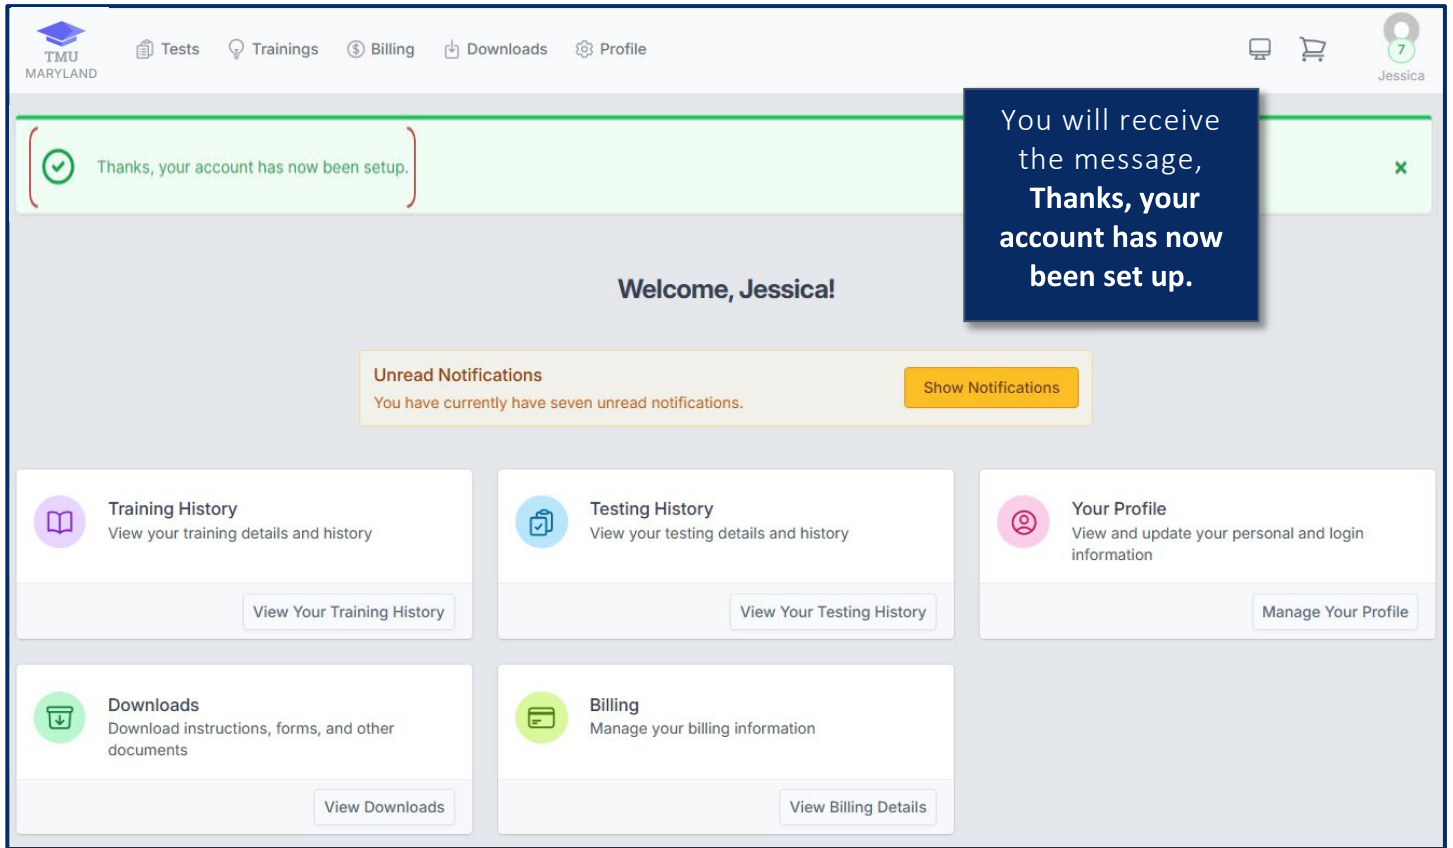 TMU
MARYLAND
Tests
Trainings
Billing
Downloads
Profile
7
Jessica
Thanks, your account has now been setup.
You will receive
the message,
Thanks, your
account has now
been set up.
Welcome, Jessica!
Unread Notifications
You have currently have seven unread notifications.
Show Notifications
Training History
View your training details and history
View Your Training History
Testing History
View your testing details and history
View Your Testing History
Your Profile
View and update your personal and login
information
Manage Your Profile
Downloads
Download instructions, forms, and other
documents
View Downloads
Billing
Manage your billing information
View Billing Details